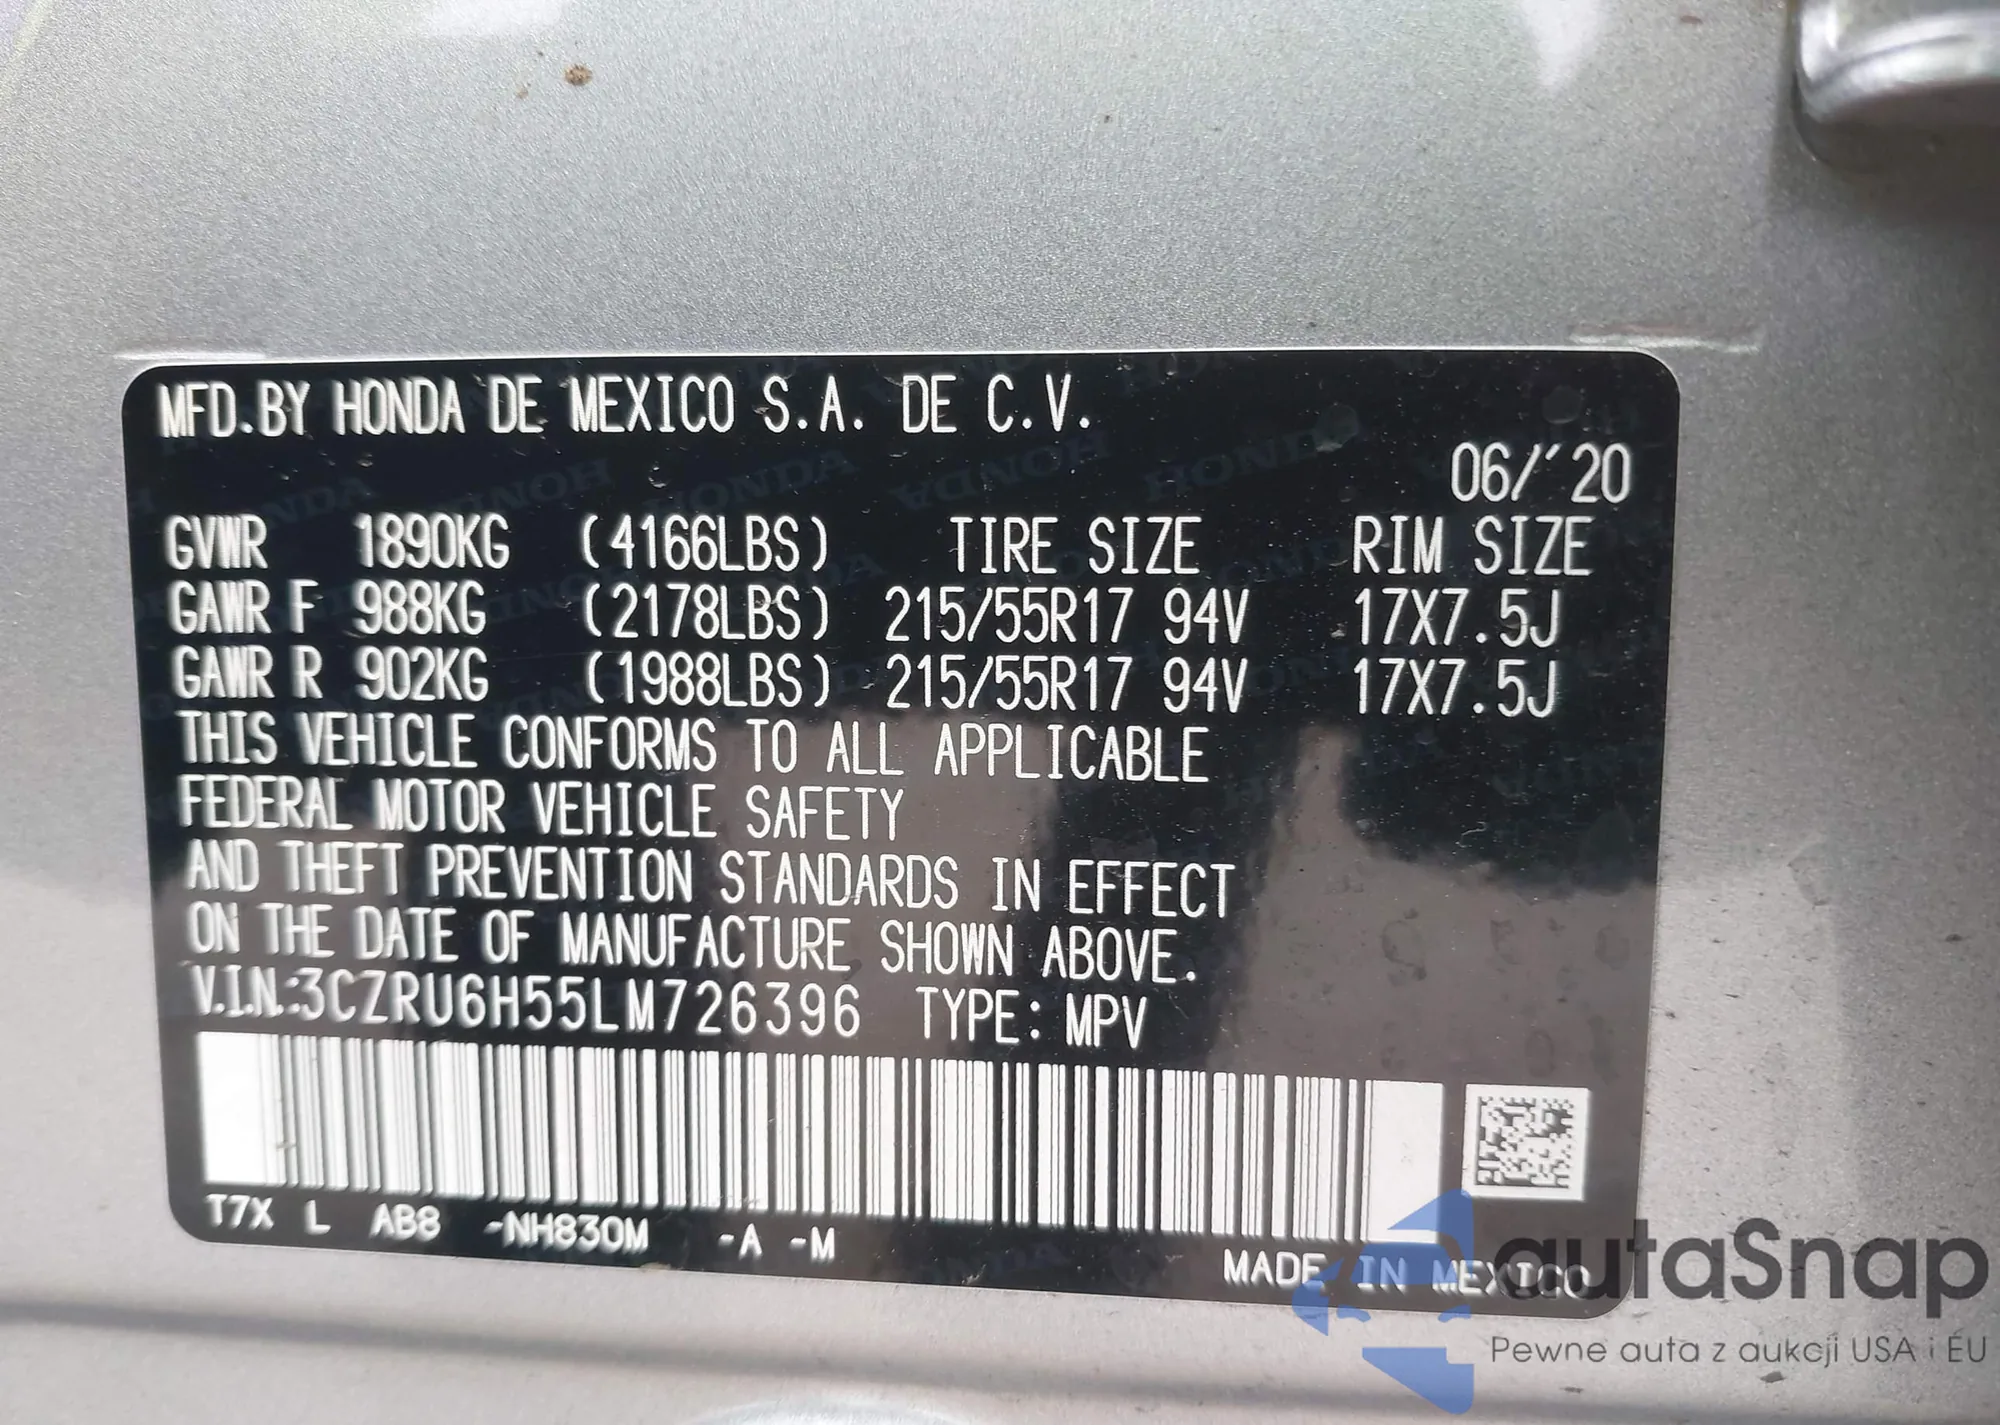 MFD.BY HONDA DE MEXICO S.A. DE C.V.
06/'20
GVWR 1890KG (4166LBS) TIRE SIZE RIM SIZE
GAWR F 988KG (2178LBS) 215/55R17 94V 17X7.5J
GAWR R 902KG (1988LBS) 215/55R17 94V 17X7.5J
THIS VEHICLE CONFORMS TO ALL APPLICABLE
FEDERAL MOTOR VEHICLE SAFETY
AND THEFT PREVENTION STANDARDS IN EFFECT
ON THE DATE OF MANUFACTURE SHOWN ABOVE.
V.I.N.:3CZRU6H55LM726396 TYPE: MPV
T7X L AB8 -NH830M -A -M
MADE IN MEXICO
autaSnap
Pewne auta z aukcji USA i EU